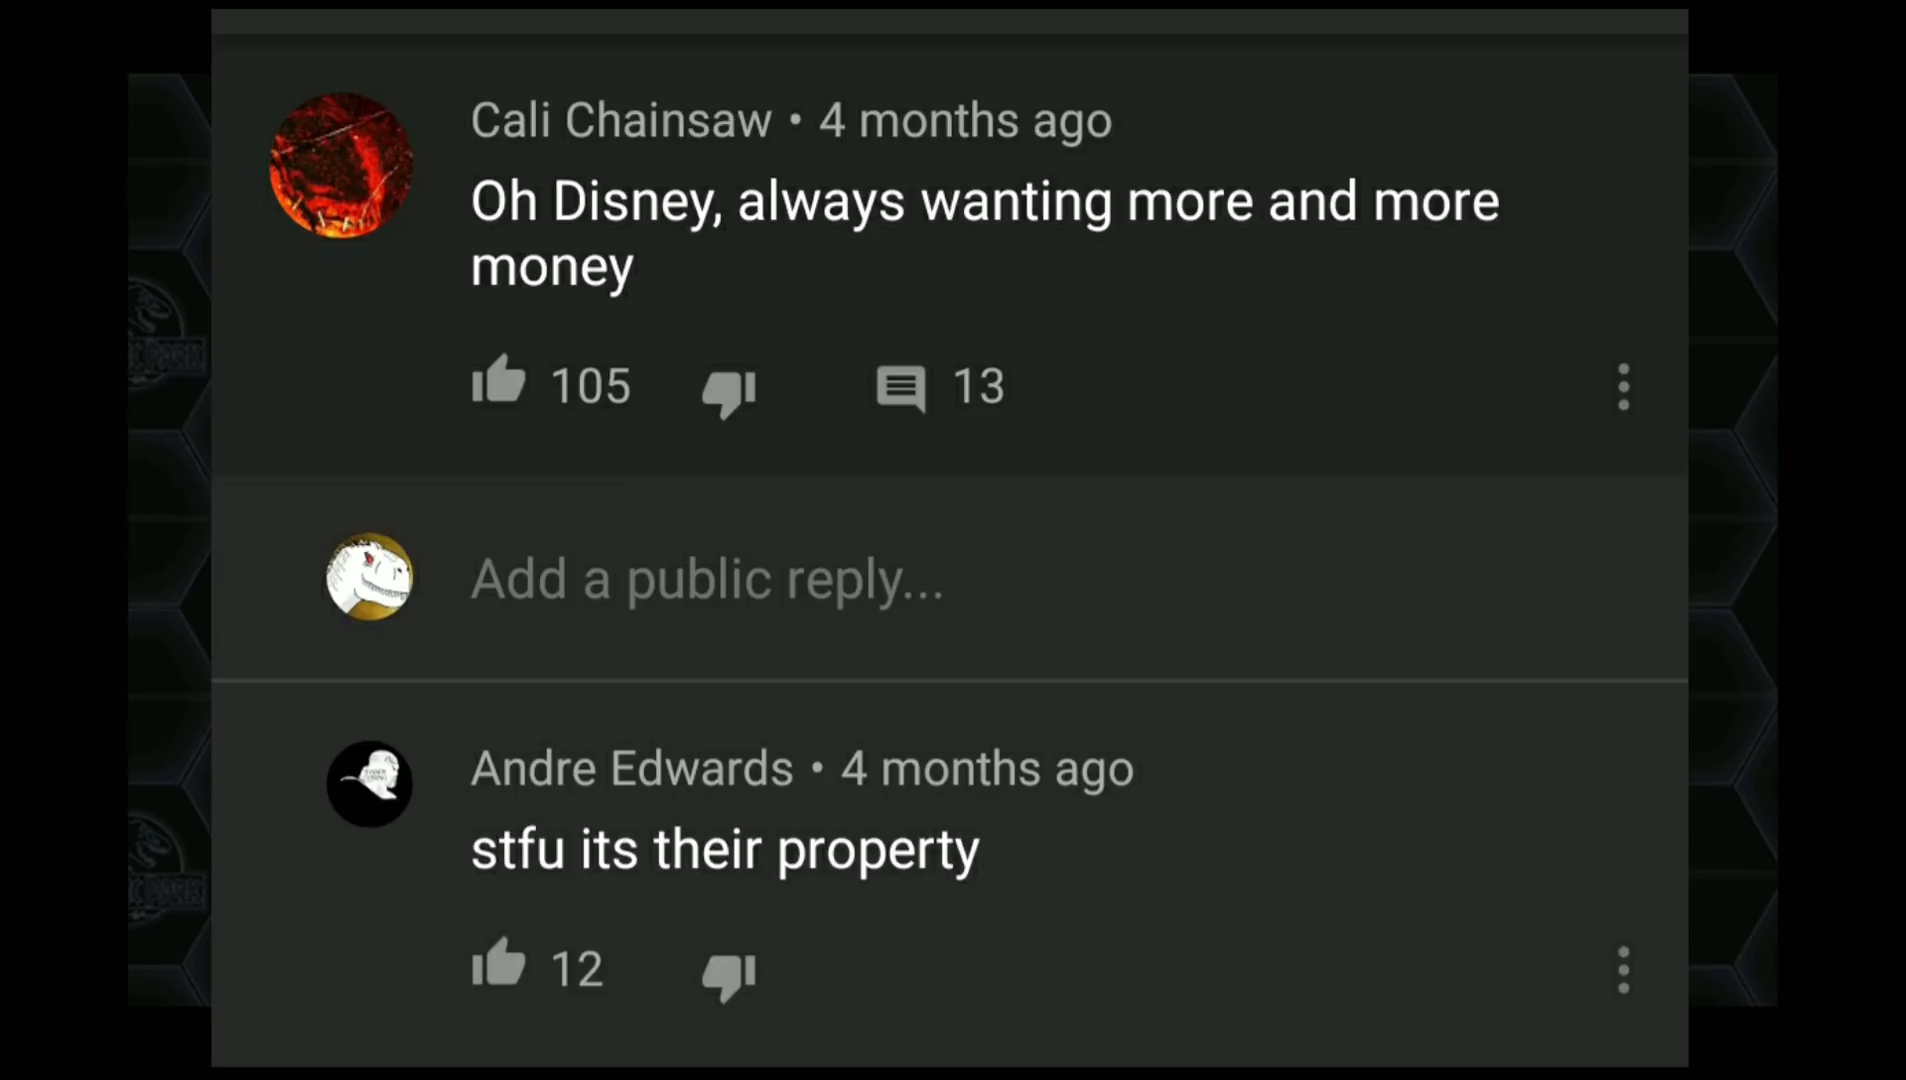 Cali Chainsaw • 4 months ago
Oh Disney, always wanting more and more
money
105 13
Add a public reply...
Andre Edwards • 4 months ago
stfu its their property
12